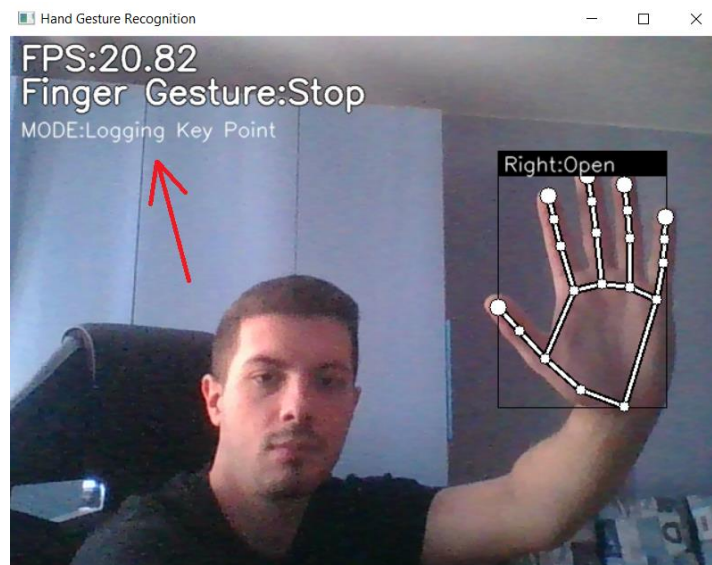 Hand Gesture Recognition
FPS:20.82
Finger Gesture:Stop
MODE:Logging Key Point
Right:Open